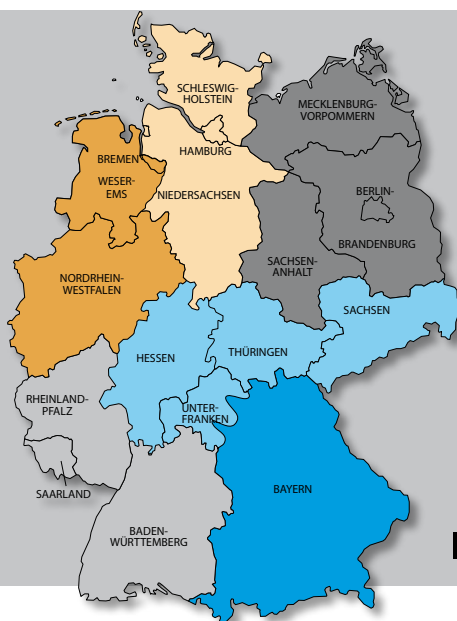 SCHLESWIG-
HOLSTEIN
MECKLENBURG-
VORPOMMERN
HAMBURG
BREMEN
WESER-
EMS
NIEDERSACHSEN
BERLIN-
BRANDENBURG
SACHSEN-
ANHALT
NORDRHEIN-
WESTFALEN
SACHSEN
HESSEN
THÜRINGEN
RHEINLAND-
PFALZ
UNTER-
FRANKEN
SAARLAND
BAYERN
BADEN-
WÜRTTEMBERG